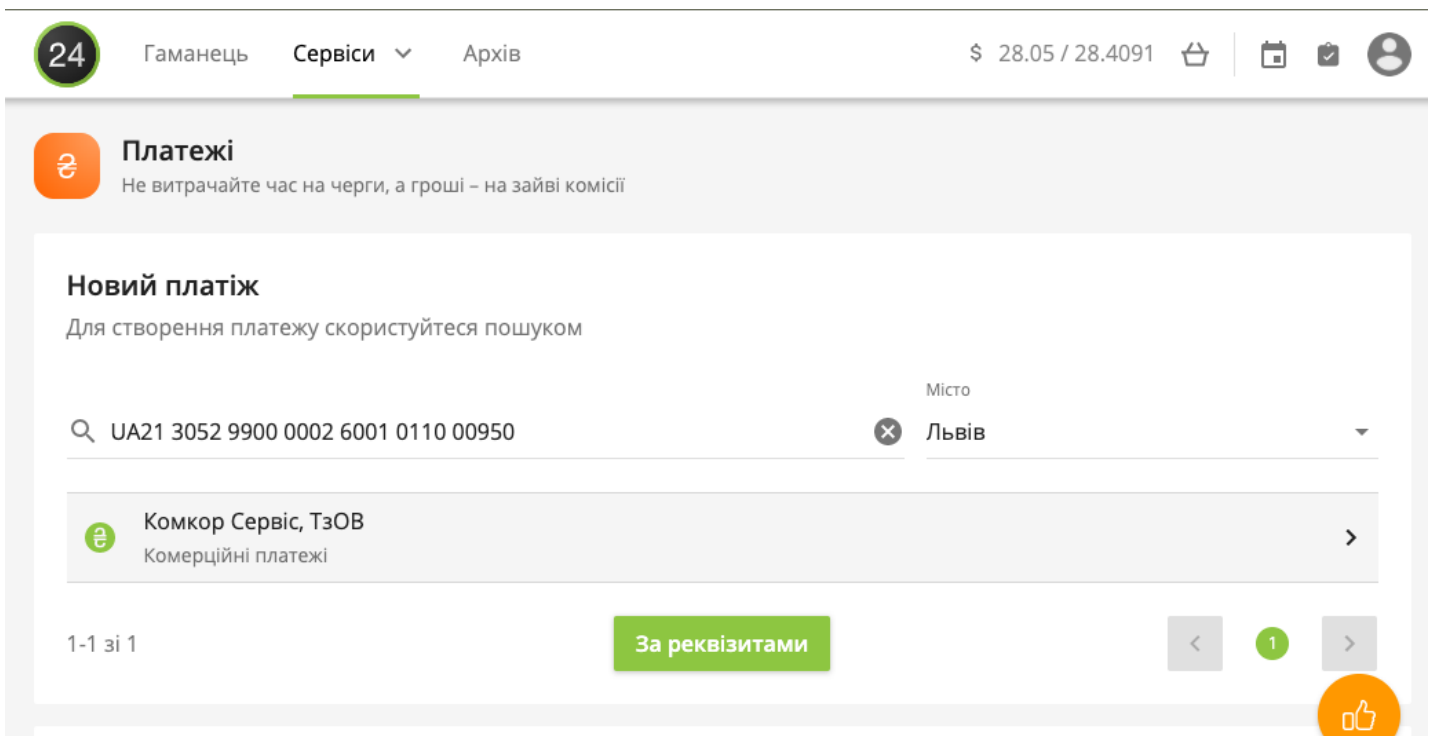 24 Гаманець Сервіси Архів $ 28.05 / 28.4091
Платежі
Не витрачайте час на черги, а гроші – на зайві комісії
Новий платіж
Для створення платежу скористуйтеся пошуком
Місто
UA21 3052 9900 0002 6001 0110 00950 Львів
₴ Комкор Сервіс, ТзОВ
Комерційні платежі
1-1 зі 1 За реквізитами < 1 >